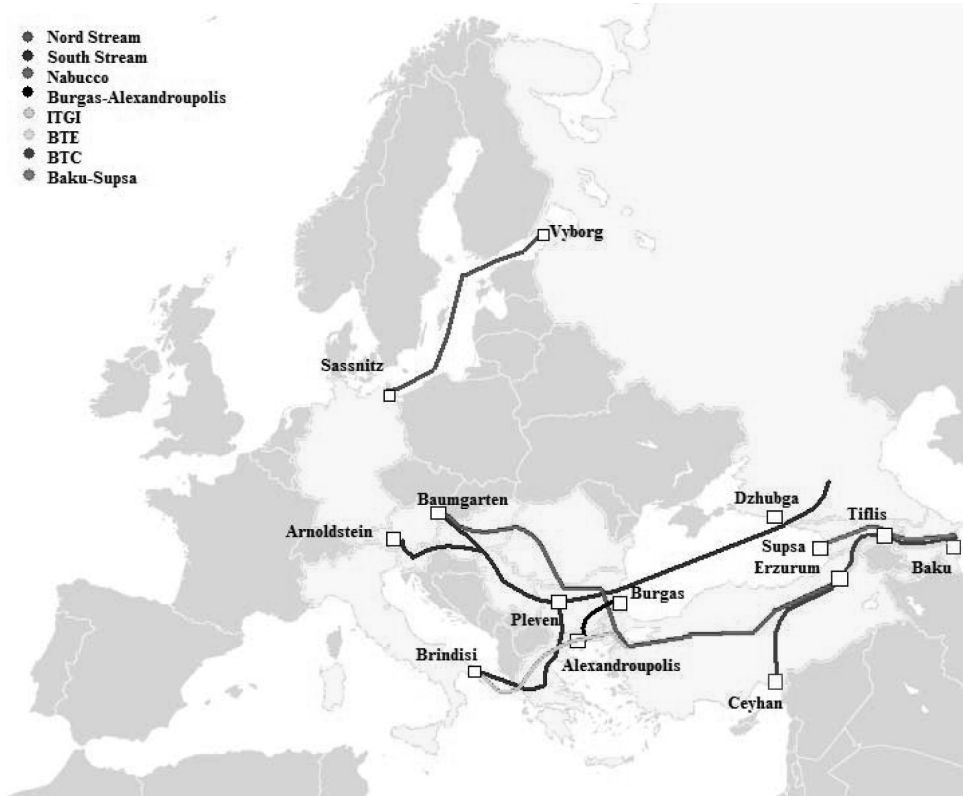 Nord Stream
South Stream
Nabucco
Burgas-Alexandroupolis
ITGI
BTE
BTC
Baku-Supsa
Vyborg
Sassnitz
Baumgarten
Dzhubga
Arnoldstein
Tiflis
Supsa
Erzurum
Baku
Burgas
Pleven
Brindisi
Alexandroupolis
Ceyhan